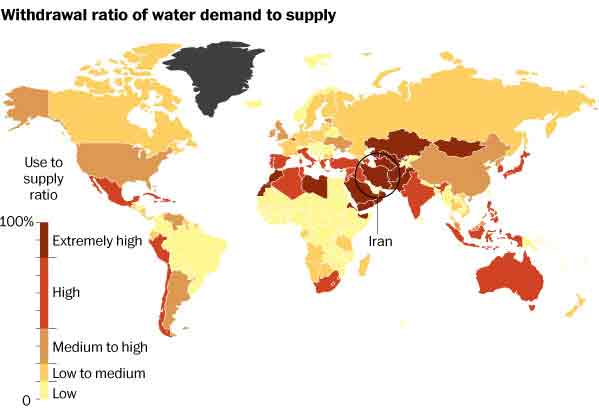 Withdrawal ratio of water demand to supply
Use to
supply
ratio
100%
Extremely high
High
Medium to high
Low to medium
Low
0
Iran